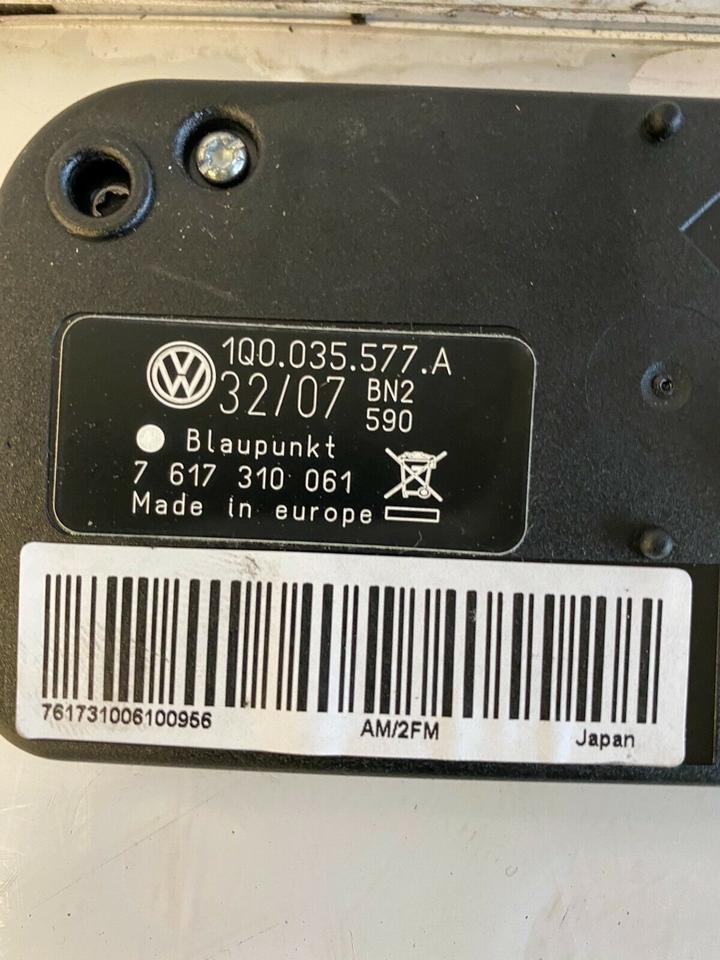 1Q0.035.577.A
32/07 BN2
590
Blaupunkt
7 617 310 061
Made in europe
761731006100956
AM/2FM
Japan